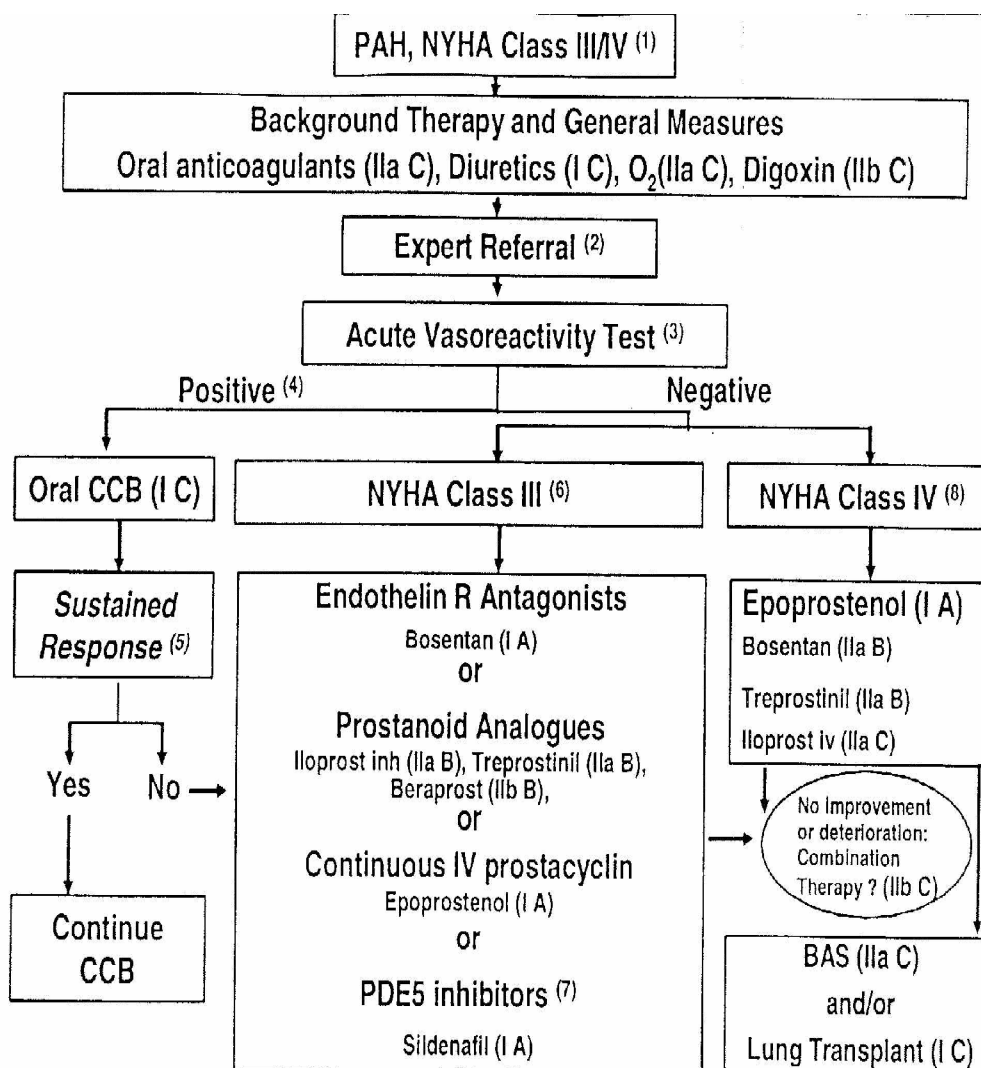 PAH, NYHA Class III/IV (1)
Background Therapy and General Measures
Oral anticoagulants (IIa C), Diuretics (I C), O2(IIa C), Digoxin (IIb C)
Expert Referral (2)
Acute Vasoreactivity Test (3)
Positive (4)
Negative
Oral CCB (I C)
NYHA Class III (6)
NYHA Class IV (8)
Sustained
Response (5)
Yes
No
Continue
CCB
Endothelin R Antagonists
Bosentan (I A)
or
Prostanoid Analogues
Iloprost inh (IIa B), Treprostinil (IIa B),
Beraprost (IIb B),
or
Continuous IV prostacyclin
Epoprostenol (I A)
or
PDE5 inhibitors (7)
Sildenafil (I A)
Epoprostenol (I A)
Bosentan (IIa B)
Treprostinil (IIa B)
Iloprost iv (IIa C)
No improvement
or deterioration:
Combination
Therapy ? (IIb C)
BAS (IIa C)
and/or
Lung Transplant (I C)